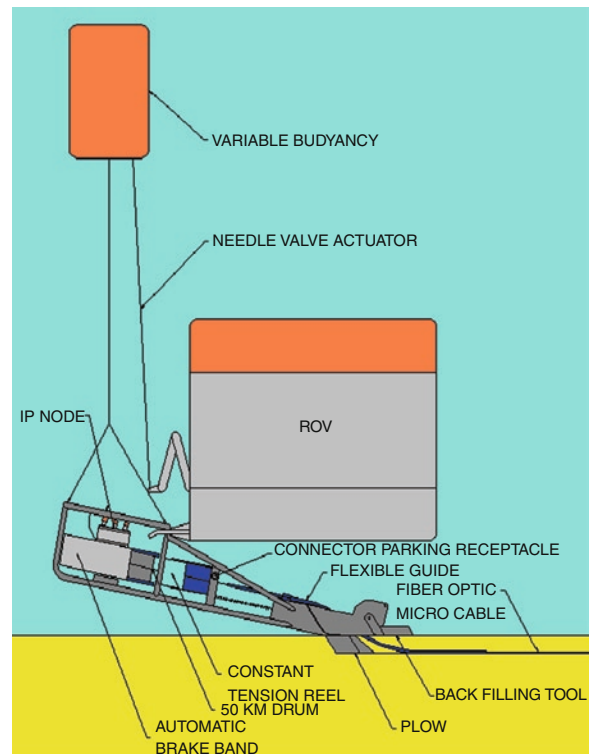 VARIABLE BUDYANCY
NEEDLE VALVE ACTUATOR
IP NODE
ROV
CONNECTOR PARKING RECEPTACLE
FLEXIBLE GUIDE
FIBER OPTIC
MICRO CABLE
CONSTANT
TENSION REEL
BACK FILLING TOOL
50 KM DRUM
PLOW
AUTOMATIC
BRAKE BAND